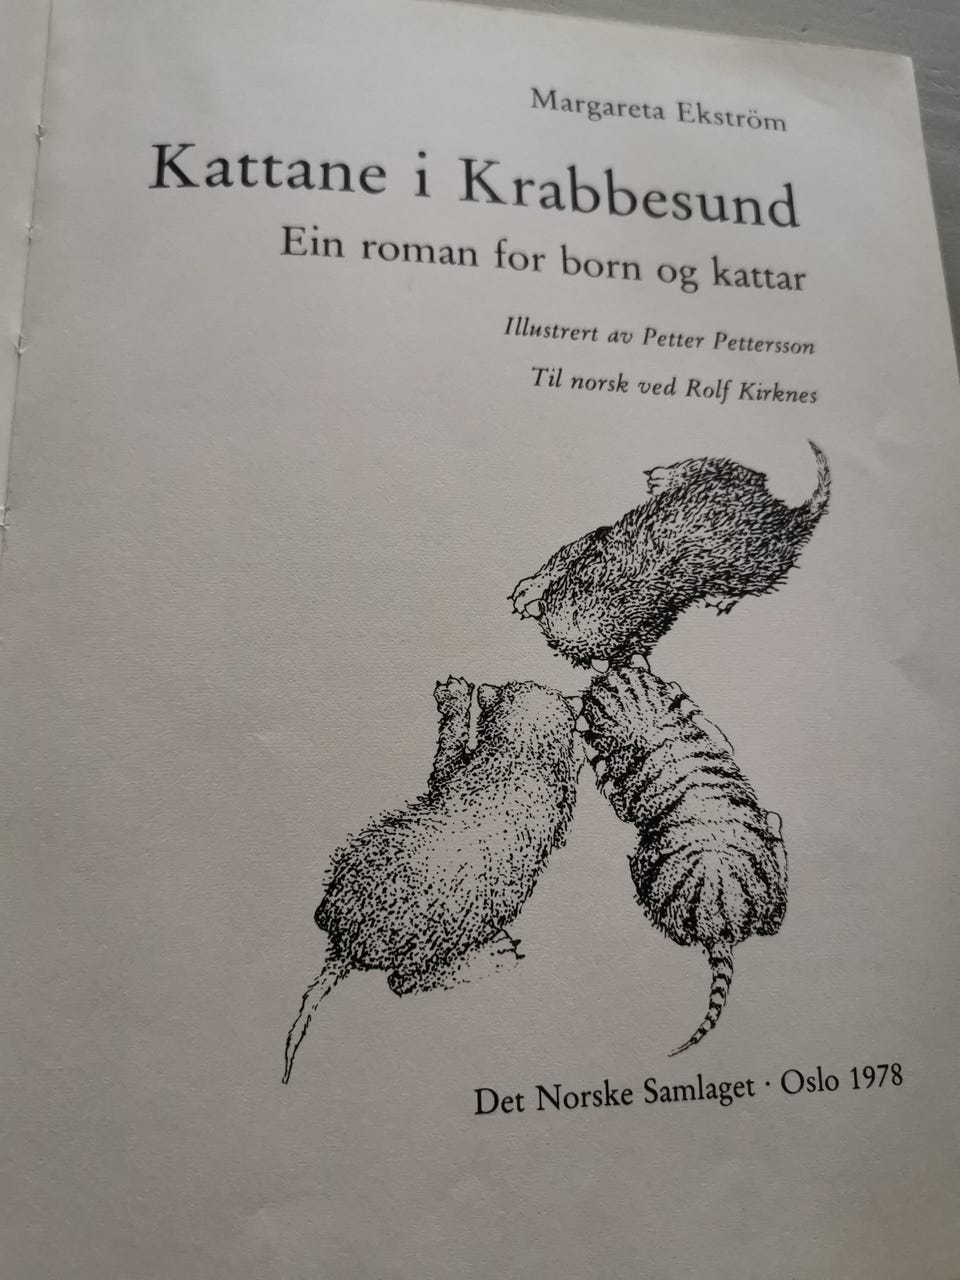 Margareta Ekström
Kattane i Krabbesund
Ein roman for born og kattar
Illustrert av Petter Pettersson
Til norsk ved Rolf Kirknes
Det Norske Samlaget · Oslo 1978